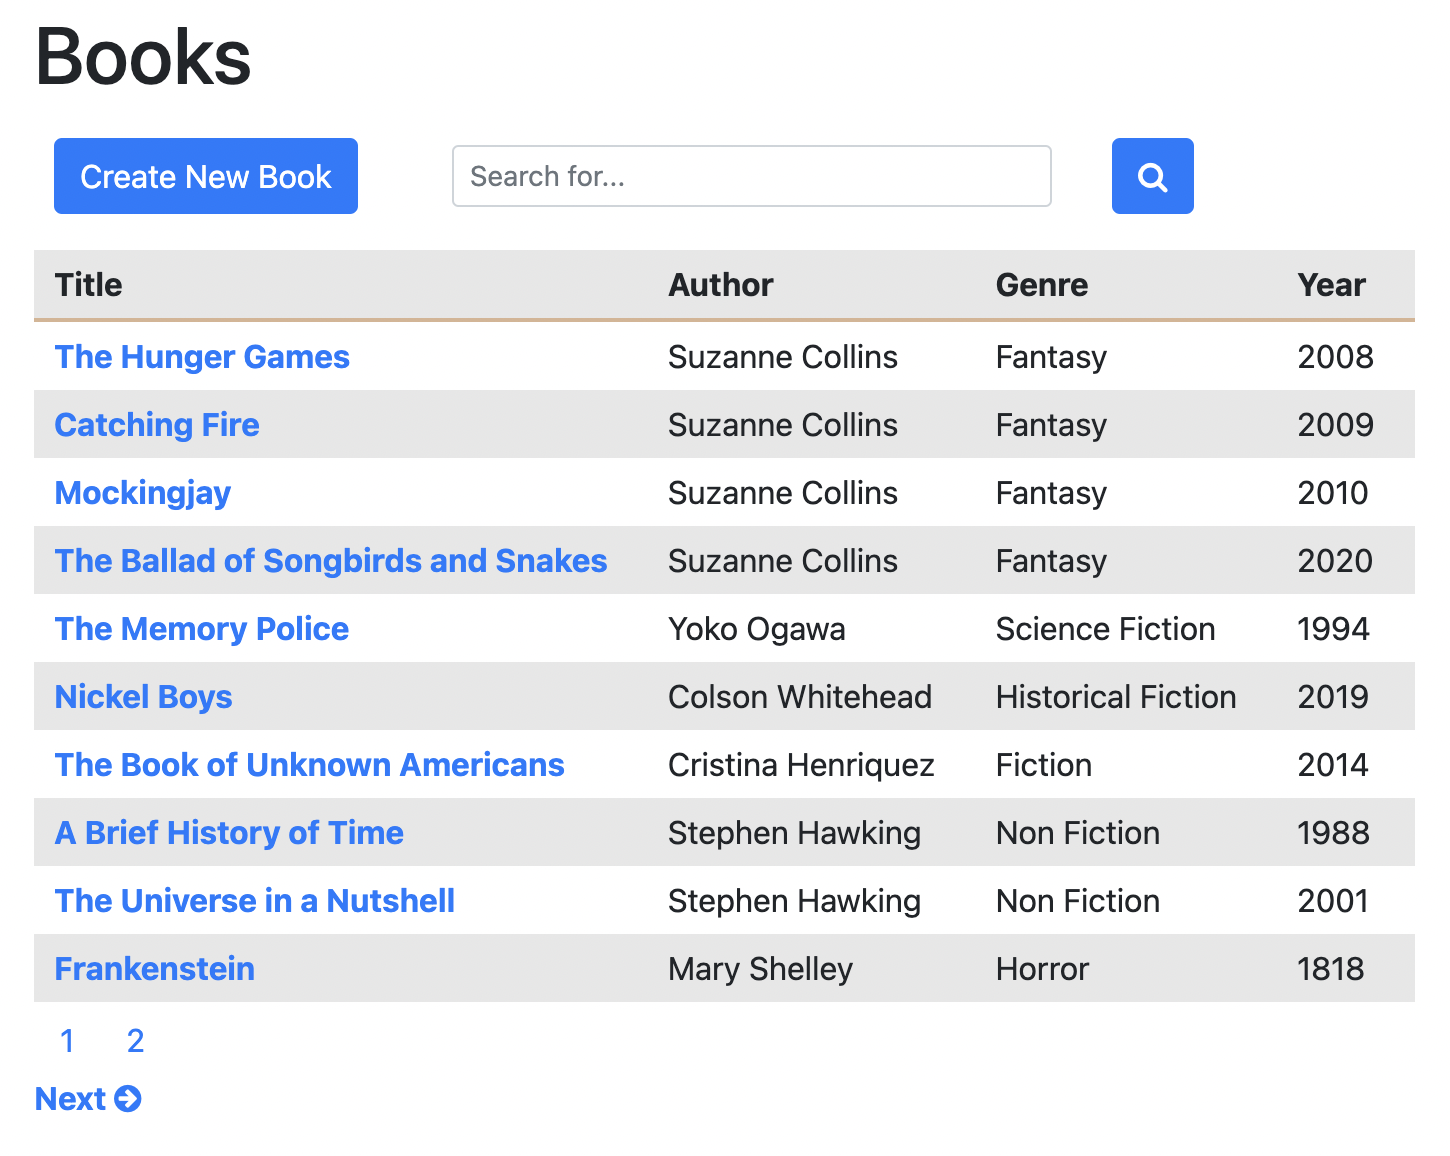 Books
Create New Book Search for...
Title Author Genre Year
The Hunger Games Suzanne Collins Fantasy 2008
Catching Fire Suzanne Collins Fantasy 2009
Mockingjay Suzanne Collins Fantasy 2010
The Ballad of Songbirds and Snakes Suzanne Collins Fantasy 2020
The Memory Police Yoko Ogawa Science Fiction 1994
Nickel Boys Colson Whitehead Historical Fiction 2019
The Book of Unknown Americans Cristina Henriquez Fiction 2014
A Brief History of Time Stephen Hawking Non Fiction 1988
The Universe in a Nutshell Stephen Hawking Non Fiction 2001
Frankenstein Mary Shelley Horror 1818
1 2
Next